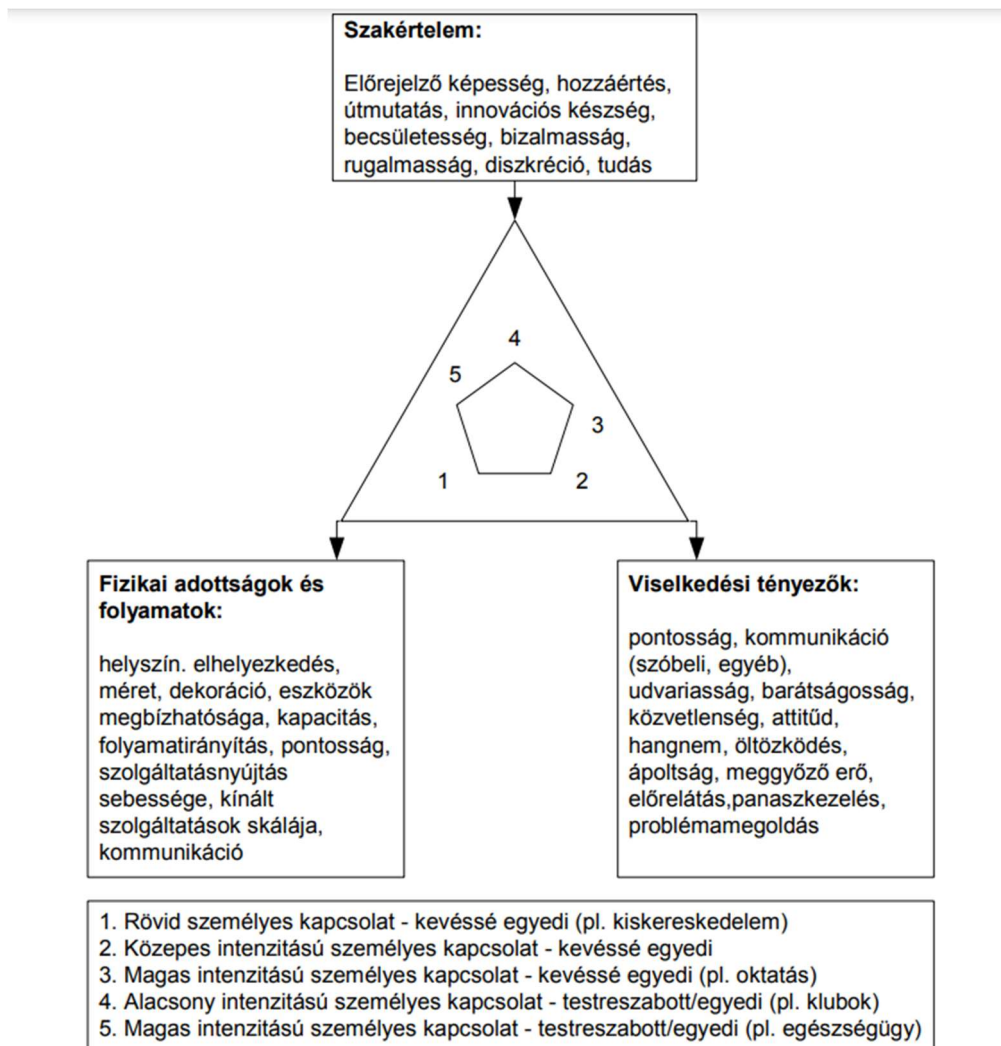 Szakértelem:
Előrejelző képesség, hozzáértés,
útmutatás, innovációs készség,
becsületesség, bizalmasság,
rugalmasság, diszkréció, tudás
4
5
3
1
2
Fizikai adottságok és
folyamatok:
helyszín. elhelyezkedés,
méret, dekoráció, eszközök
megbízhatósága, kapacitás,
folyamatirányítás, pontosság,
szolgáltatásnyújtás
sebessége, kínált
szolgáltatások skálája,
kommunikáció
Viselkedési tényezők:
pontosság, kommunikáció
(szóbeli, egyéb),
udvariasság, barátságosság,
közvetlenség, attitűd,
hangnem, öltözködés,
ápoltság, meggyőző erő,
előrelátás,panaszkezelés,
problémamegoldás
1. Rövid személyes kapcsolat - kevéssé egyedi (pl. kiskereskedelem)
2. Közepes intenzitású személyes kapcsolat - kevéssé egyedi
3. Magas intenzitású személyes kapcsolat - kevéssé egyedi (pl. oktatás)
4. Alacsony intenzitású személyes kapcsolat - testreszabott/egyedi (pl. klubok)
5. Magas intenzitású személyes kapcsolat - testreszabott/egyedi (pl. egészségügy)